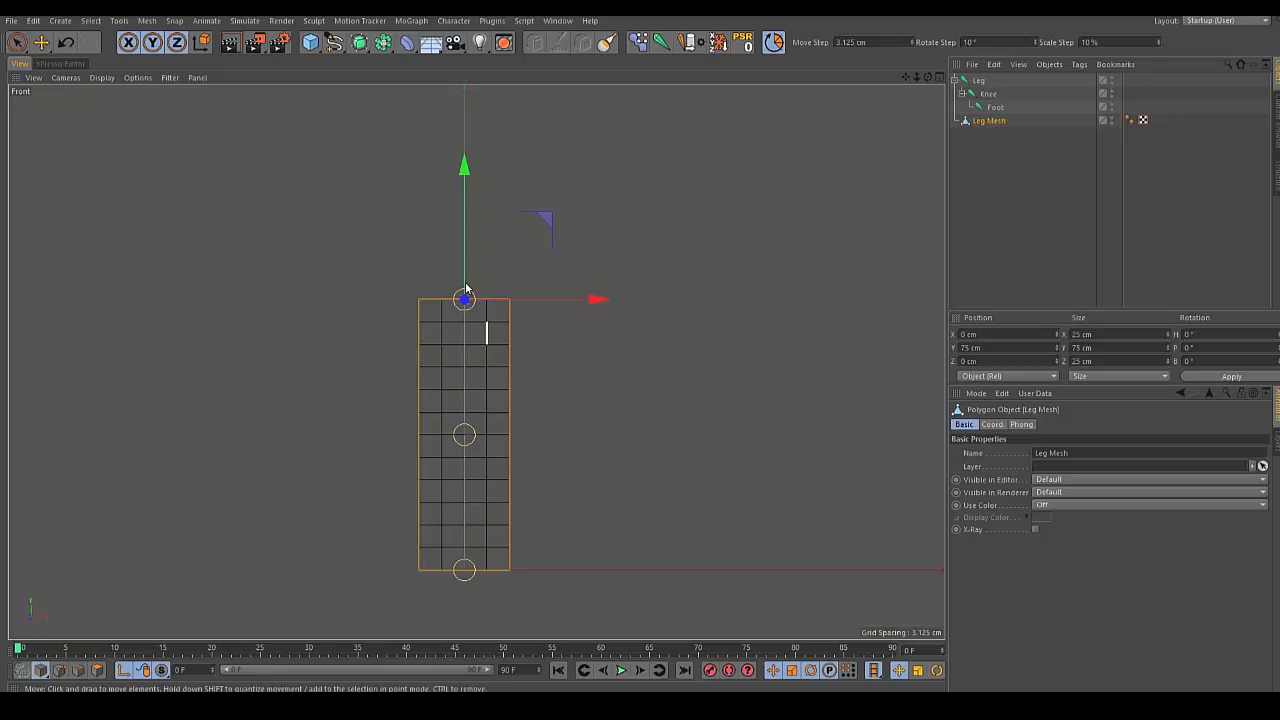 File Edit Create Select Tools Mesh Snap Animate Simulate Render Sculpt Motion Tracker MoGraph Character Plugins Script Window Help
Layout: Startup (User)
X Y Z PSR 0 Move Step 3.125 cm Rotate Step 10° Scale Step 10%
View XPresso Editor
View Cameras Display Options Filter Panel
File Edit View Objects Tags Bookmarks
Front
Leg
Knee
Foot
Leg Mesh
Position Size Rotation
X 0 cm X 25 cm H 0°
Y 75 cm Y 75 cm P 0°
Z 0 cm Z 25 cm B 0°
Object (Rel) Size Apply
Mode Edit User Data
Polygon Object [Leg Mesh]
Basic Coord. Phong
Basic Properties
Name Leg Mesh
Layer
Visible in Editor Default
Visible in Renderer Default
Use Color Off
Display Color
X-Ray
Y
Grid Spacing : 3.125 cm
0 5 10 15 20 25 30 35 40 45 50 55 60 65 70 75 80 85 90 0 F
0 F 0 F 90 F 90 F
Move: Click and drag to move elements. Hold down SHIFT to quantize movement / add to the selection in point mode, CTRL to remove.